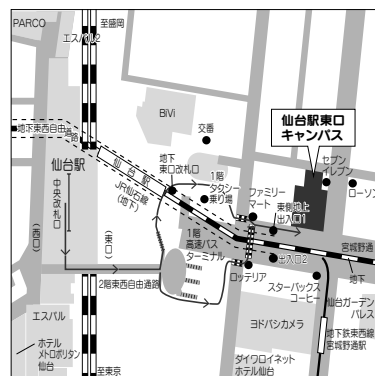 PARCO
至盛岡
エスパル2
仙台駅東口
キャンパス
BiVi
交番
地下東西自由通路
セブン
イレブン
仙台駅
仙台駅
JR仙石線
(地下)
地下
東口改札口
1階
タクシー
乗り場
ファミリー
マート
ローソン
中央改札口
東側地上
出入口1
(西口)
(東口)
1階
高速バス
ターミナル
宮城野通
出入口2
地下
ロッテリア
2階東西自由通路
スターバックス
コーヒー
仙台ガーデン
パレス
エスパル
ヨドバシカメラ
地下鉄東西線
宮城野通駅
ホテル
メトロポリタン
仙台
ダイワロイネット
ホテル仙台
至東京